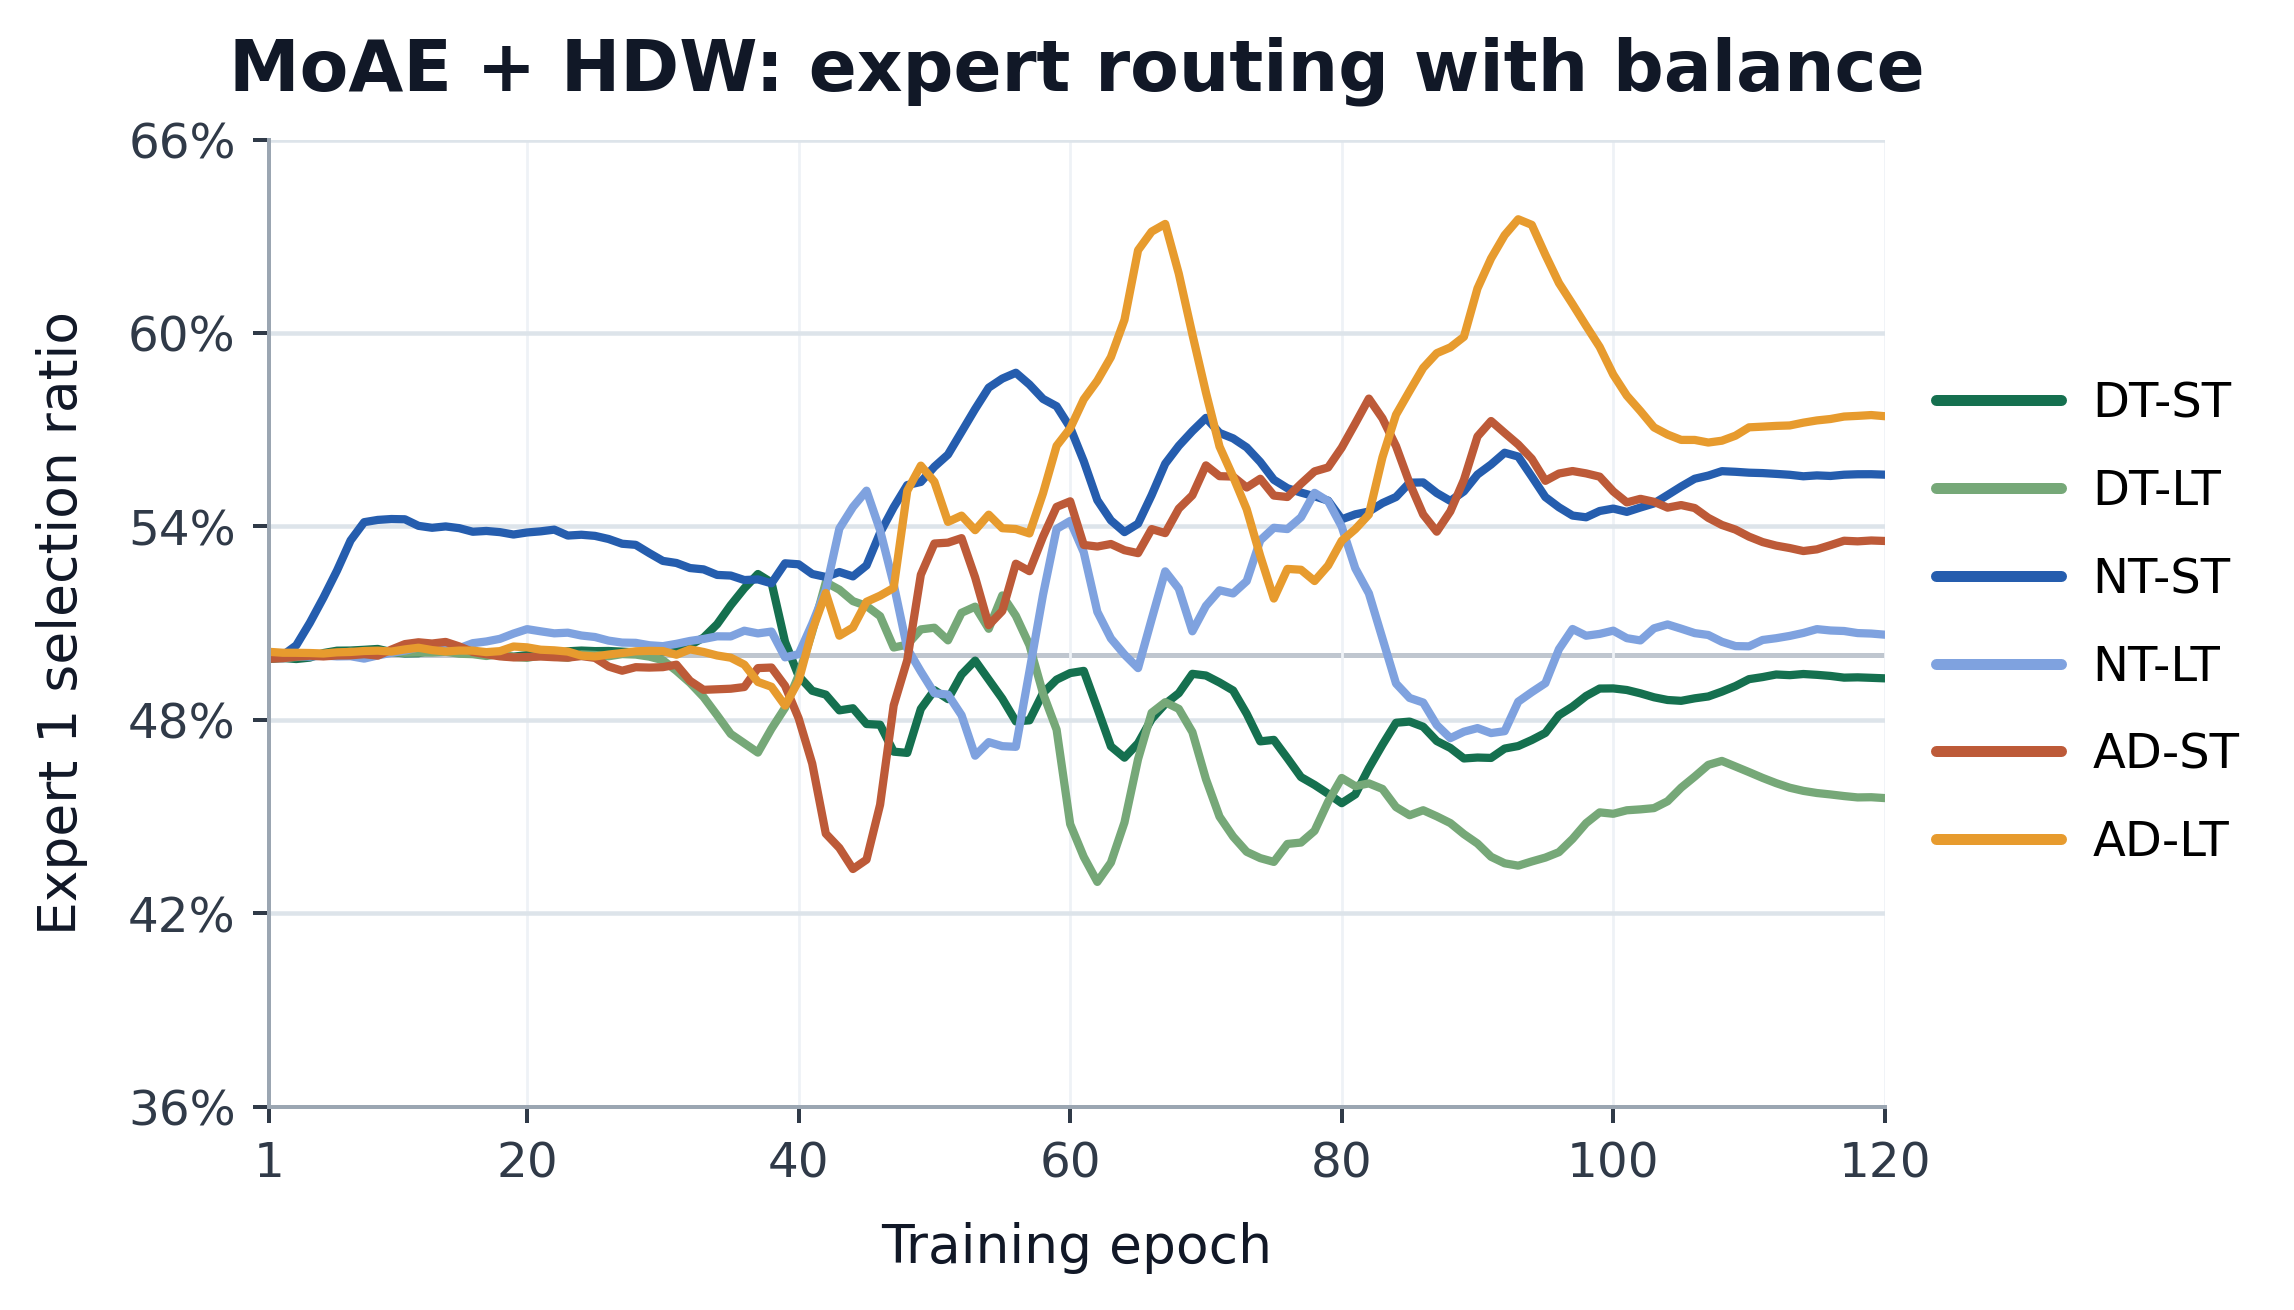 MoAE + HDW: expert routing with balance
Expert 1 selection ratio
66%
60%
54%
48%
42%
36%
1 20 40 60 80 100 120
Training epoch
DT-ST
DT-LT
NT-ST
NT-LT
AD-ST
AD-LT